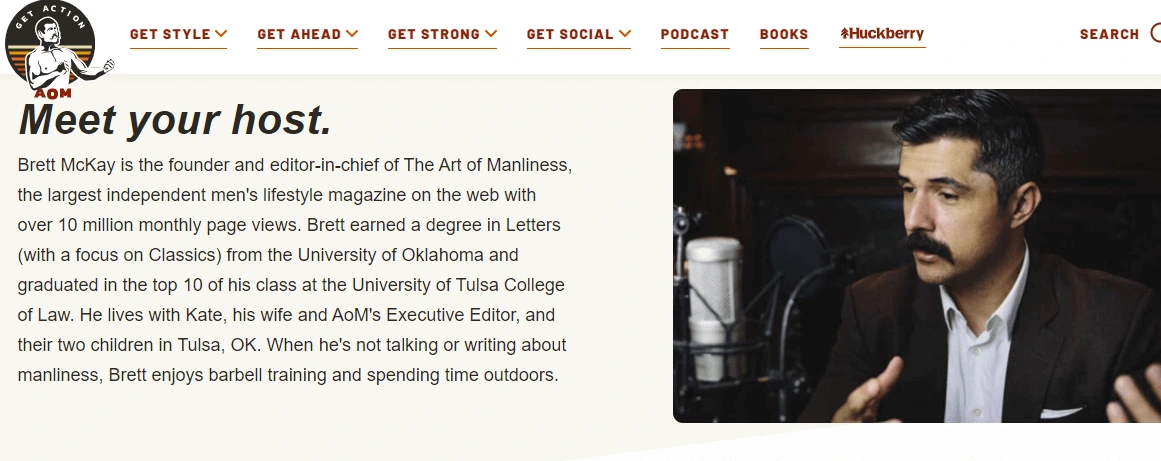 GET ACTION
AOM
GET STYLE
GET AHEAD
GET STRONG
GET SOCIAL
PODCAST
BOOKS
Huckberry
SEARCH
Meet your host.
Brett McKay is the founder and editor-in-chief of The Art of Manliness,
the largest independent men's lifestyle magazine on the web with
over 10 million monthly page views. Brett earned a degree in Letters
(with a focus on Classics) from the University of Oklahoma and
graduated in the top 10 of his class at the University of Tulsa College
of Law. He lives with Kate, his wife and AoM's Executive Editor, and
their two children in Tulsa, OK. When he's not talking or writing about
manliness, Brett enjoys barbell training and spending time outdoors.